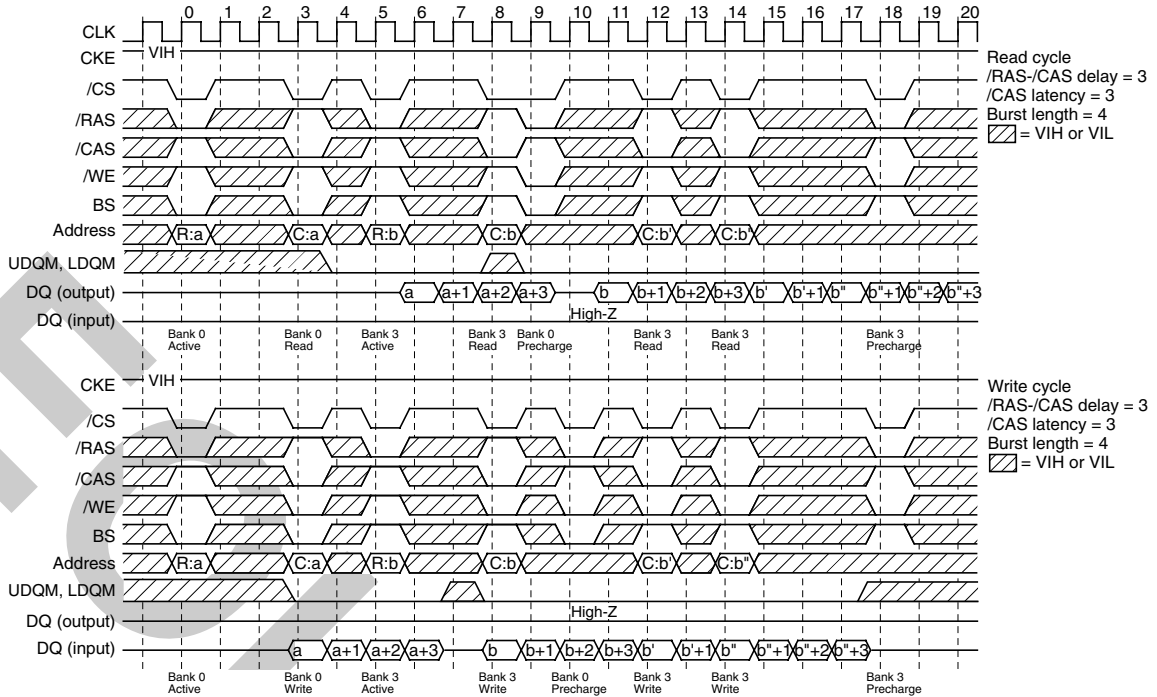 0 1 2 3 4 5 6 7 8 9 10 11 12 13 14 15 16 17 18 19 20
CLK
CKE VIH
/CS
/RAS
/CAS
/WE
BS
Address R:a C:a R:b C:b C:b' C:b"
UDQM, LDQM
DQ (output) a a+1 a+2 a+3 b b+1 b+2 b+3 b' b'+1 b" b"+1 b"+2 b"+3
High-Z
DQ (input)
Bank 0 Active
Bank 0 Read
Bank 3 Active
Bank 3 Read
Bank 0 Precharge
Bank 3 Read
Bank 3 Read
Bank 3 Precharge
Read cycle
/RAS-/CAS delay = 3
/CAS latency = 3
Burst length = 4
= VIH or VIL
CKE VIH
/CS
/RAS
/CAS
/WE
BS
Address R:a C:a R:b C:b C:b' C:b"
UDQM, LDQM
High-Z
DQ (output)
DQ (input) a a+1 a+2 a+3 b b+1 b+2 b+3 b' b'+1 b" b"+1 b"+2 b"+3
Bank 0 Active
Bank 0 Write
Bank 3 Active
Bank 3 Write
Bank 0 Precharge
Bank 3 Write
Bank 3 Write
Bank 3 Precharge
Write cycle
/RAS-/CAS delay = 3
/CAS latency = 3
Burst length = 4
= VIH or VIL